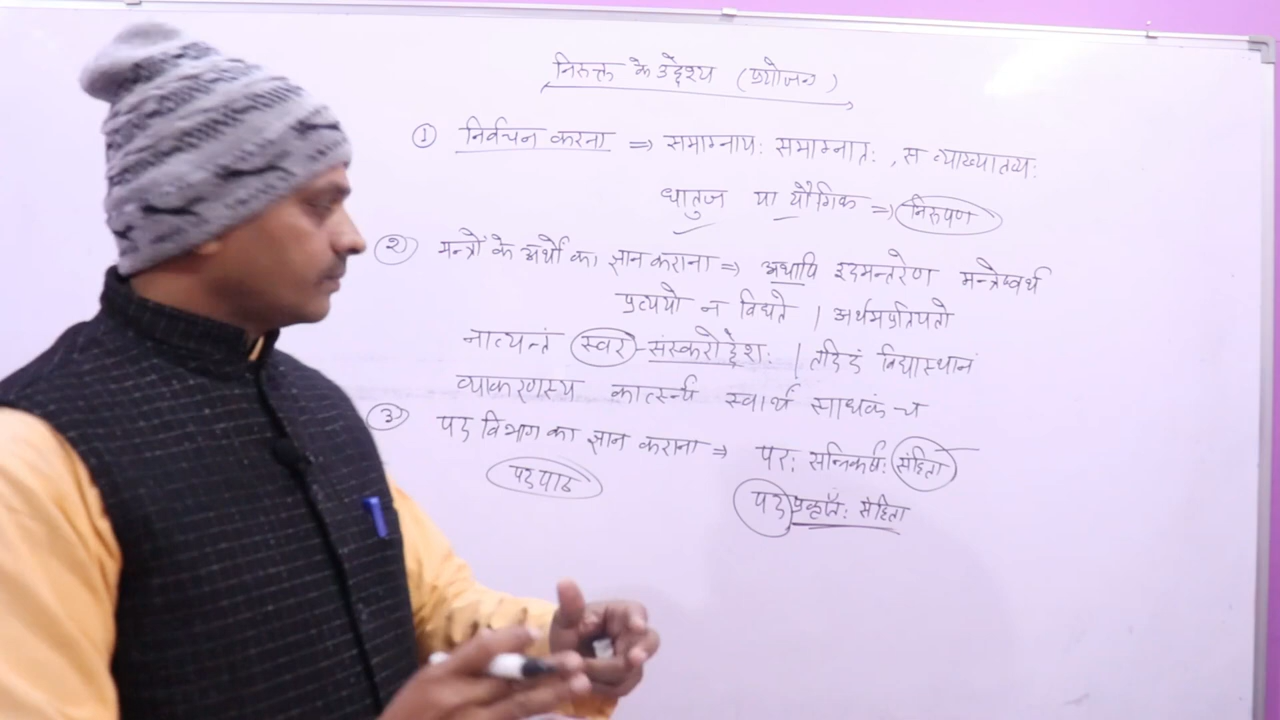 निरुक्त के उद्देश्य (प्रयोजन)
① निर्वचन करना ⇒ समाम्नायः समाम्नातः, स व्याख्यातव्यः
धातुज या यौगिक ⇒ निरूपण
② मन्त्रों के अर्थों का ज्ञान कराना ⇒ अथापि इदमन्तरेण मन्त्रेष्वर्थ
प्रत्ययो न विद्यते । अर्थमप्रतियतो
नात्यन्तं स्वर-संस्करोद्देशः । तदिदं विद्यास्थानं
व्याकरणस्य कार्त्स्न्यं स्वार्थ साधकं च
③ पद विभाग का ज्ञान कराना ⇒ परः सन्निकर्षः संहिता
पदपाठ पदप्रकृतिः संहिता